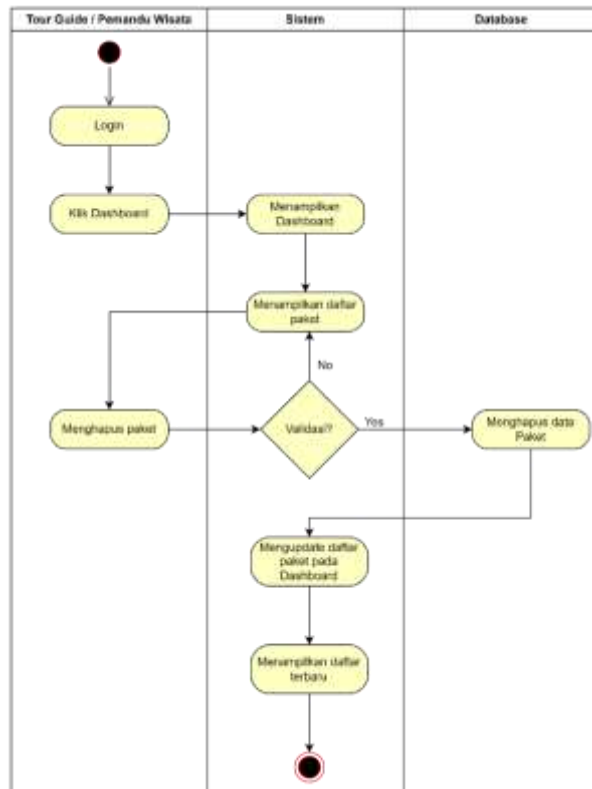 Tour Guide / Pemandu Wisata
Sistem
Database
Login
Klik Dashboard
Menampilkan
Dashboard
Menampilkan daftar
paket
No
Menghapus paket
Validasi?
Yes
Menghapus data
Paket
Mengupdate daftar
paket pada
Dashboard
Menampilkan daftar
terbaru